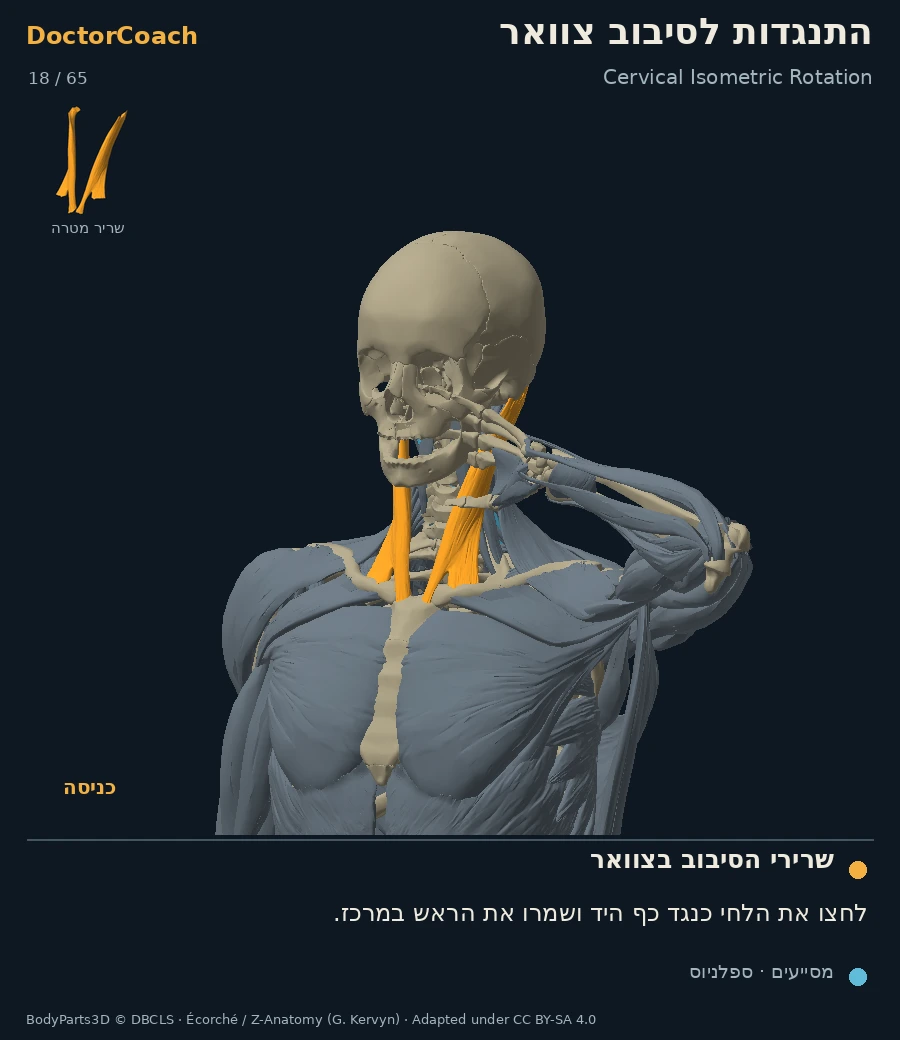 DoctorCoach
התנגדות לסיבוב צוואר
18 / 65
Cervical Isometric Rotation
שריר מטרה
כניסה
שרירי הסיבוב בצוואר
לחצו את הלחי כנגד כף היד ושמרו את הראש במרכז.
מסייעים · ספלניוס
BodyParts3D © DBCLS · Écorché / Z-Anatomy (G. Kervyn) · Adapted under CC BY-SA 4.0